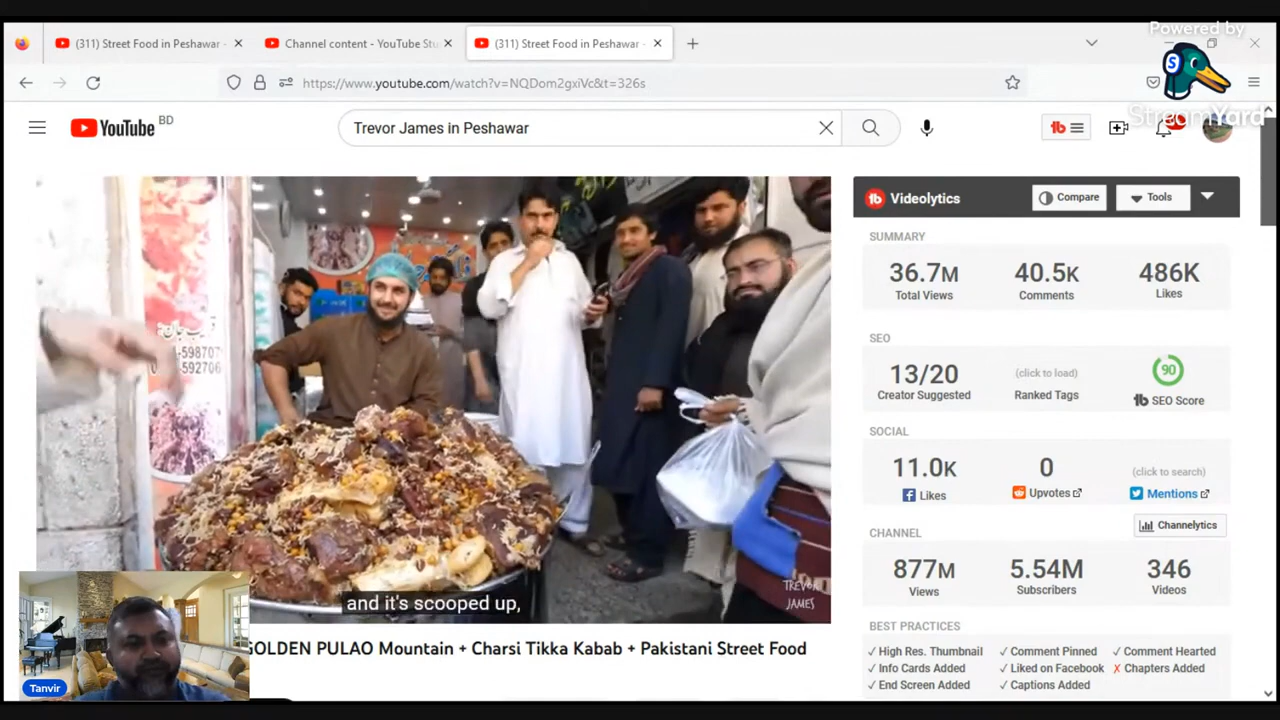 Powered by
StreamYard
(311) Street Food in Peshawar -
Channel content - YouTube Stu
(311) Street Food in Peshawar -
https://www.youtube.com/watch?v=NQDom2gxiVc&t=326s
YouTube BD
Trevor James in Peshawar
Videolytics
Compare
Tools
SUMMARY
36.7M
40.5K
486K
Total Views
Comments
Likes
SEO
13/20
(click to load)
90
Creator Suggested
Ranked Tags
SEO Score
SOCIAL
11.0K
0
(click to search)
Likes
Upvotes
Mentions
CHANNEL
Channelytics
877M
5.54M
346
Views
Subscribers
Videos
BEST PRACTICES
✓ High Res. Thumbnail
✓ Comment Pinned
✓ Comment Hearted
✓ Info Cards Added
✓ Liked on Facebook
✗ Chapters Added
✓ End Screen Added
✓ Captions Added
-598707
592706
TREVOR
JAMES
and it's scooped up,
GOLDEN PULAO Mountain + Charsi Tikka Kabab + Pakistani Street Food
Tanvir